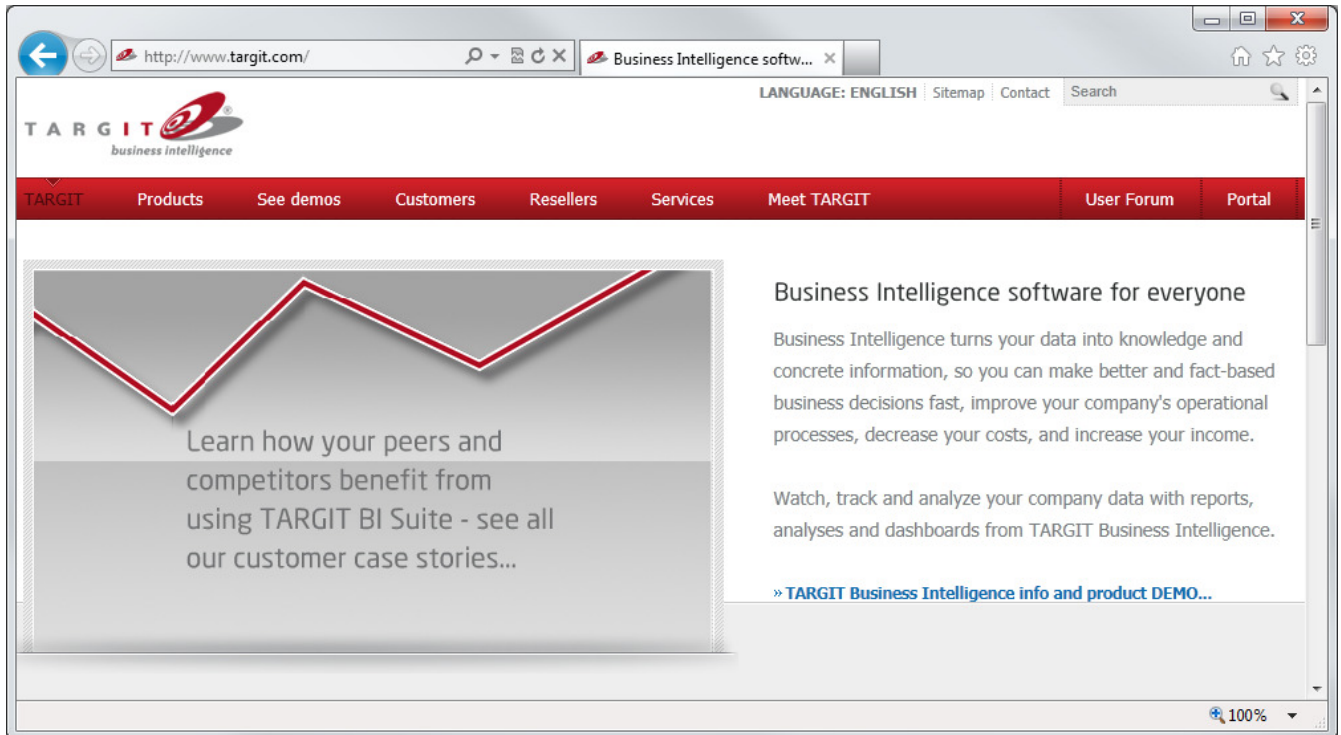 http://www.targit.com/
Business Intelligence softw...
LANGUAGE: ENGLISH Sitemap Contact Search
TARGIT ®
business intelligence
TARGIT Products See demos Customers Resellers Services Meet TARGIT User Forum Portal
Learn how your peers and
competitors benefit from
using TARGIT BI Suite - see all
our customer case stories...
Business Intelligence software for everyone
Business Intelligence turns your data into knowledge and
concrete information, so you can make better and fact-based
business decisions fast, improve your company's operational
processes, decrease your costs, and increase your income.
Watch, track and analyze your company data with reports,
analyses and dashboards from TARGIT Business Intelligence.
» TARGIT Business Intelligence info and product DEMO...
100%